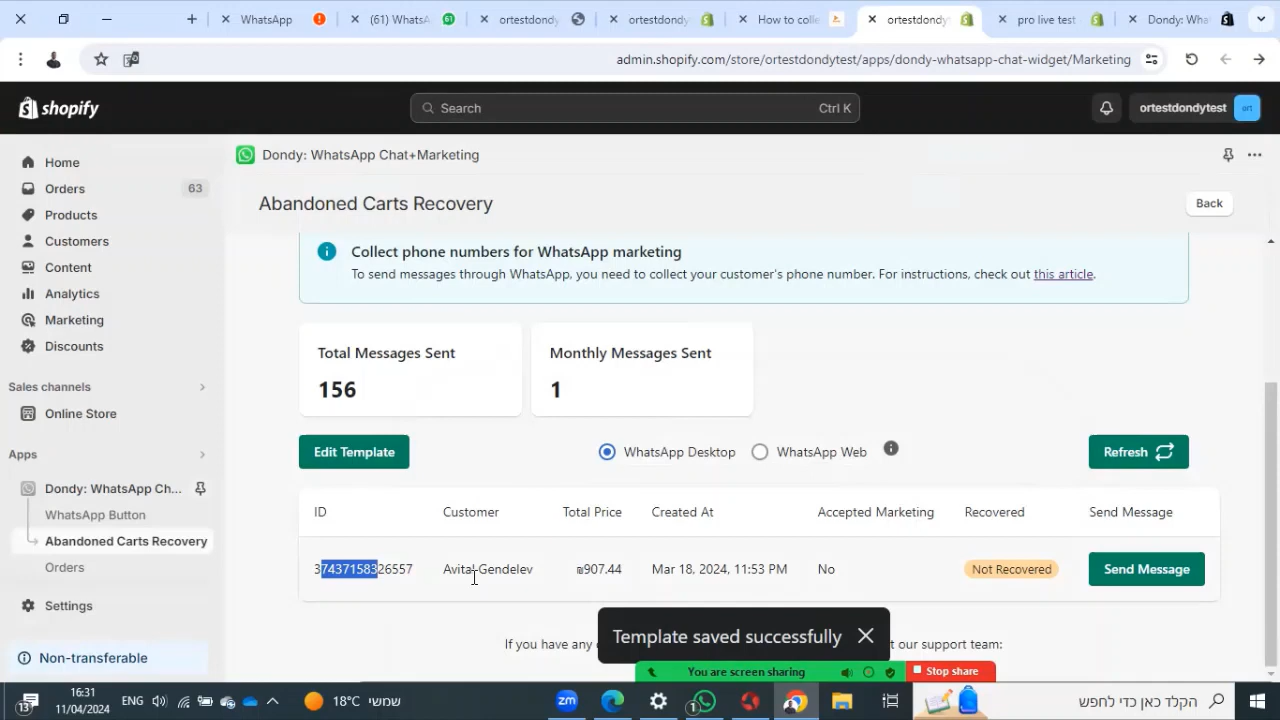 WhatsApp
(61) WhatsA
ortestdondy
ortestdondy
How to colle
ortestdondy
pro live test
Dondy: What
admin.shopify.com/store/ortestdondytest/apps/dondy-whatsapp-chat-widget/Marketing
shopify
Search
Ctrl K
ortestdondytest
ort
Home
Orders
63
Products
Customers
Content
Analytics
Marketing
Discounts
Sales channels
Online Store
Apps
Dondy: WhatsApp Ch...
WhatsApp Button
Abandoned Carts Recovery
Orders
Settings
Non-transferable
Dondy: WhatsApp Chat+Marketing
Abandoned Carts Recovery
Back
Collect phone numbers for WhatsApp marketing
To send messages through WhatsApp, you need to collect your customer's phone number. For instructions, check out this article.
Total Messages Sent
156
Monthly Messages Sent
1
Edit Template
WhatsApp Desktop
WhatsApp Web
Refresh
ID Customer Total Price Created At Accepted Marketing Recovered Send Message
37437158326557 Avital Gendelev ₪907.44 Mar 18, 2024, 11:53 PM No Not Recovered Send Message
If you have any
ct our support team:
Template saved successfully
You are screen sharing
Stop share
13
16:31
11/04/2024
ENG
18°C שמשי
1
הקלד כאן כדי לחפש